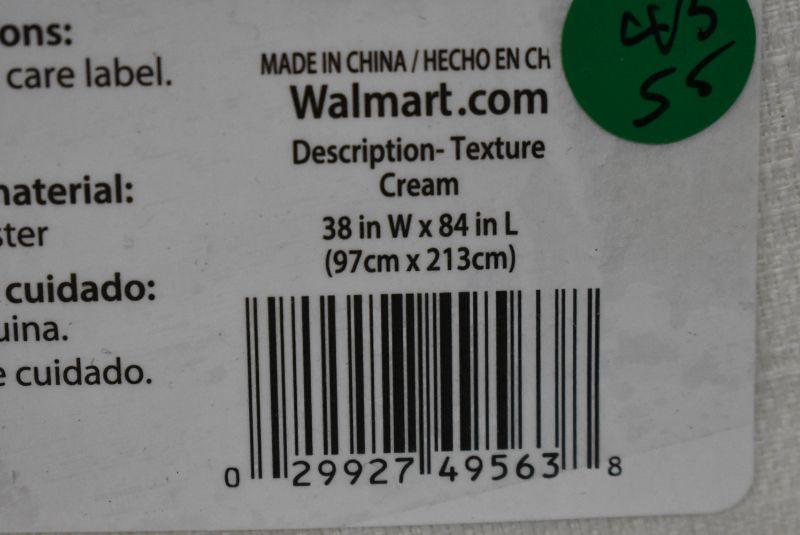 ons:
care label.
material:
ster
cuidado:
uina.
e cuidado.
MADE IN CHINA / HECHO EN CH
Walmart.com
Description- Texture
Cream
38 in W x 84 in L
(97cm x 213cm)
0 29927 49563 8